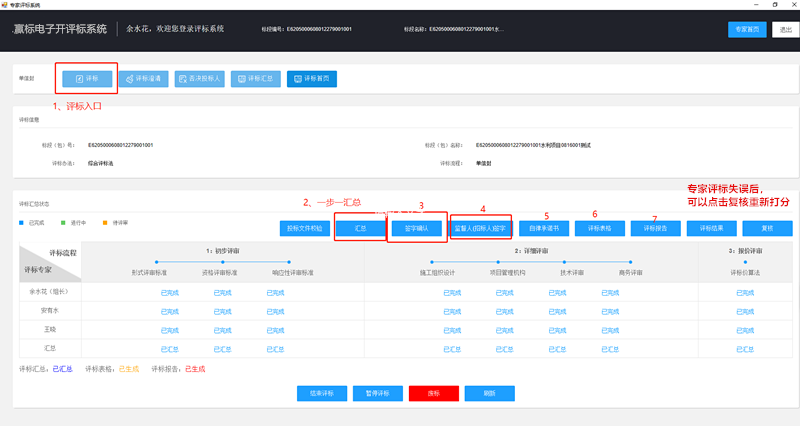 专家评标系统
赢标电子开评标系统
余水花，欢迎您登录评标系统
标段编号：E6205000608012279001001
标段名称：E6205000608012279001001水...
专家首页
退出
单信封
评标
评标澄清
否决投标人
评标汇总
评标首页
1、评标入口
评标信息
标段（包）号：
E6205000608012279001001
标段（包）名称：
E6205000608012279001001水利项目0816001测试
评标办法：
综合评标法
评标流程：
单信封
专家评标失误后，
可以点击复核重新打分
评标汇总状态
2、一步一汇总
3
4
5
6
7
已完成
进行中
待评审
投标文件校验
汇总
签字确认
监督人(招标人)签字
自律承诺书
评标表格
评标报告
评标结果
复核
评标流程
评标专家
1：初步评审
2：详细评审
3：报价评审
形式评审标准
资格评审标准
响应性评审标准
施工组织设计
项目管理机构
技术评审
商务评审
评标价算法
余水花（组长）
已完成 已完成 已完成 已完成 已完成 已完成 已完成 已完成
安有水
已完成 已完成 已完成 已完成 已完成 已完成 已完成 已完成
王晓
已完成 已完成 已完成 已完成 已完成 已完成 已完成 已完成
汇总
已汇总 已汇总 已汇总 已汇总 已汇总 已汇总 已汇总 已汇总
评标汇总：已汇总 评标表格：已生成 评标报告：已生成
结束评标
暂停评标
废标
刷新